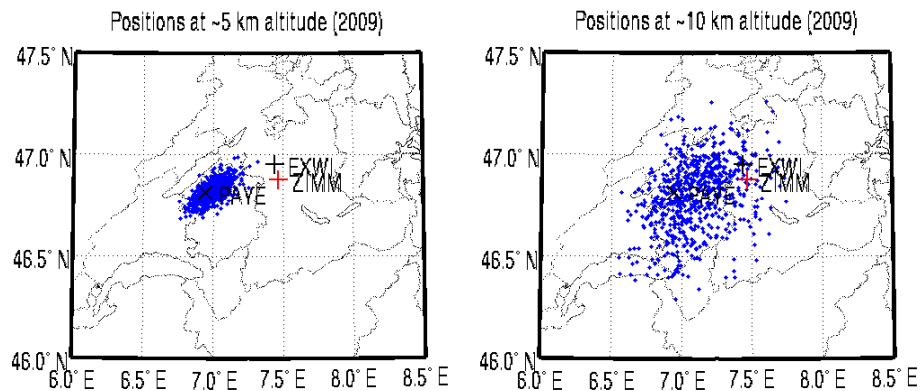 Positions at ~5 km altitude (2009)
47.5° N
47.0° N
46.5° N
46.0° N
6.0° E
6.5° E
7.0° E
7.5° E
8.0° E
8.5° E
EXWI
ZIMM
PAYE
Positions at ~10 km altitude (2009)
47.5° N
47.0° N
46.5° N
46.0° N
6.0° E
6.5° E
7.0° E
7.5° E
8.0° E
8.5° E
EXWI
ZIMM
PAYE